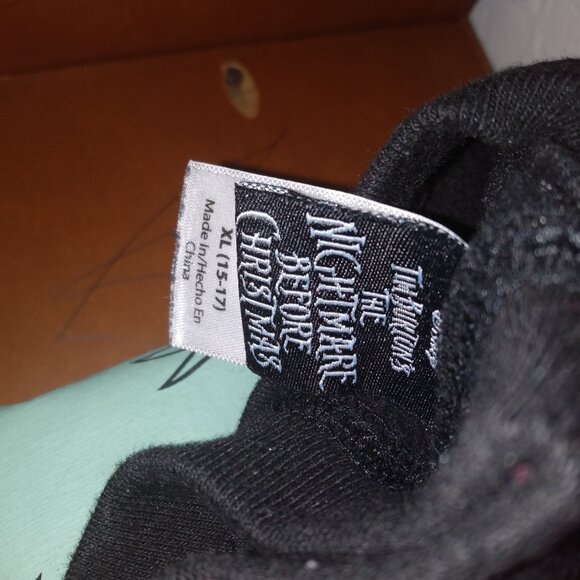 Disney
TIM BURTON'S
THE
NIGHTMARE
BEFORE
CHRISTMAS
XL (15-17)
Made In/Hecho En
China